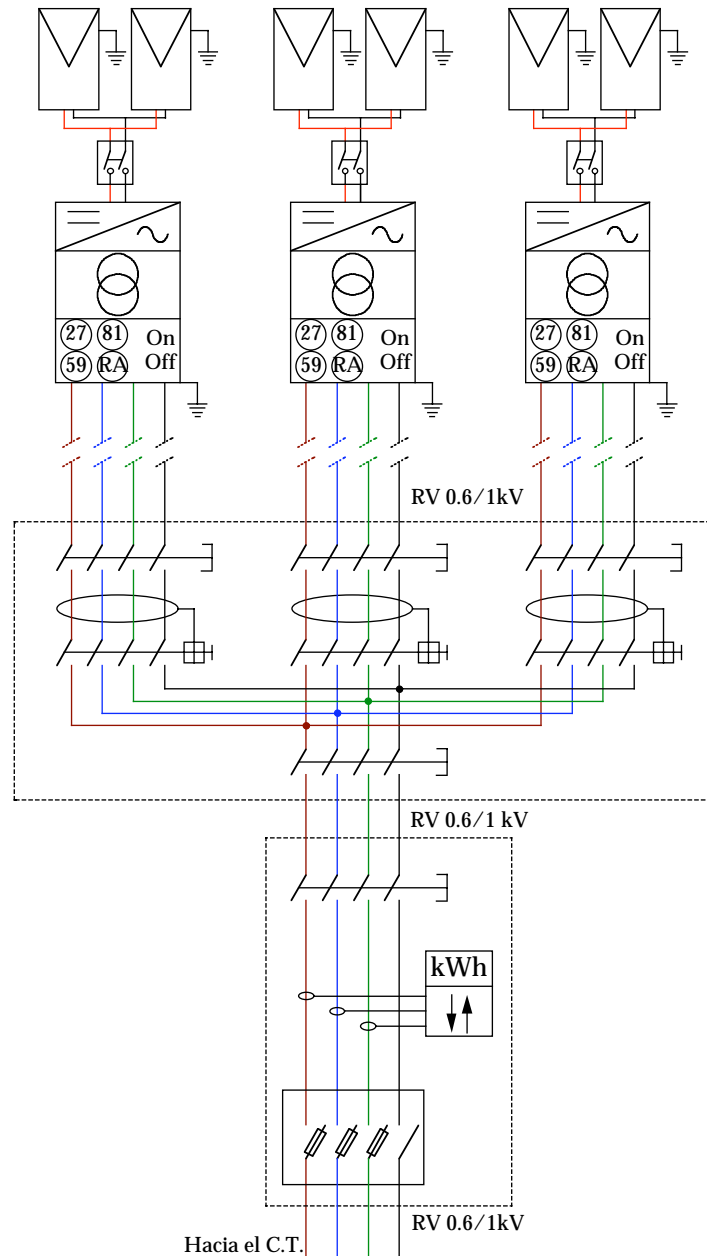 27 81 On
59 RA Off
27 81 On
59 RA Off
27 81 On
59 RA Off
RV 0.6/1kV
RV 0.6/1 kV
kWh
RV 0.6/1kV
Hacia el C.T.